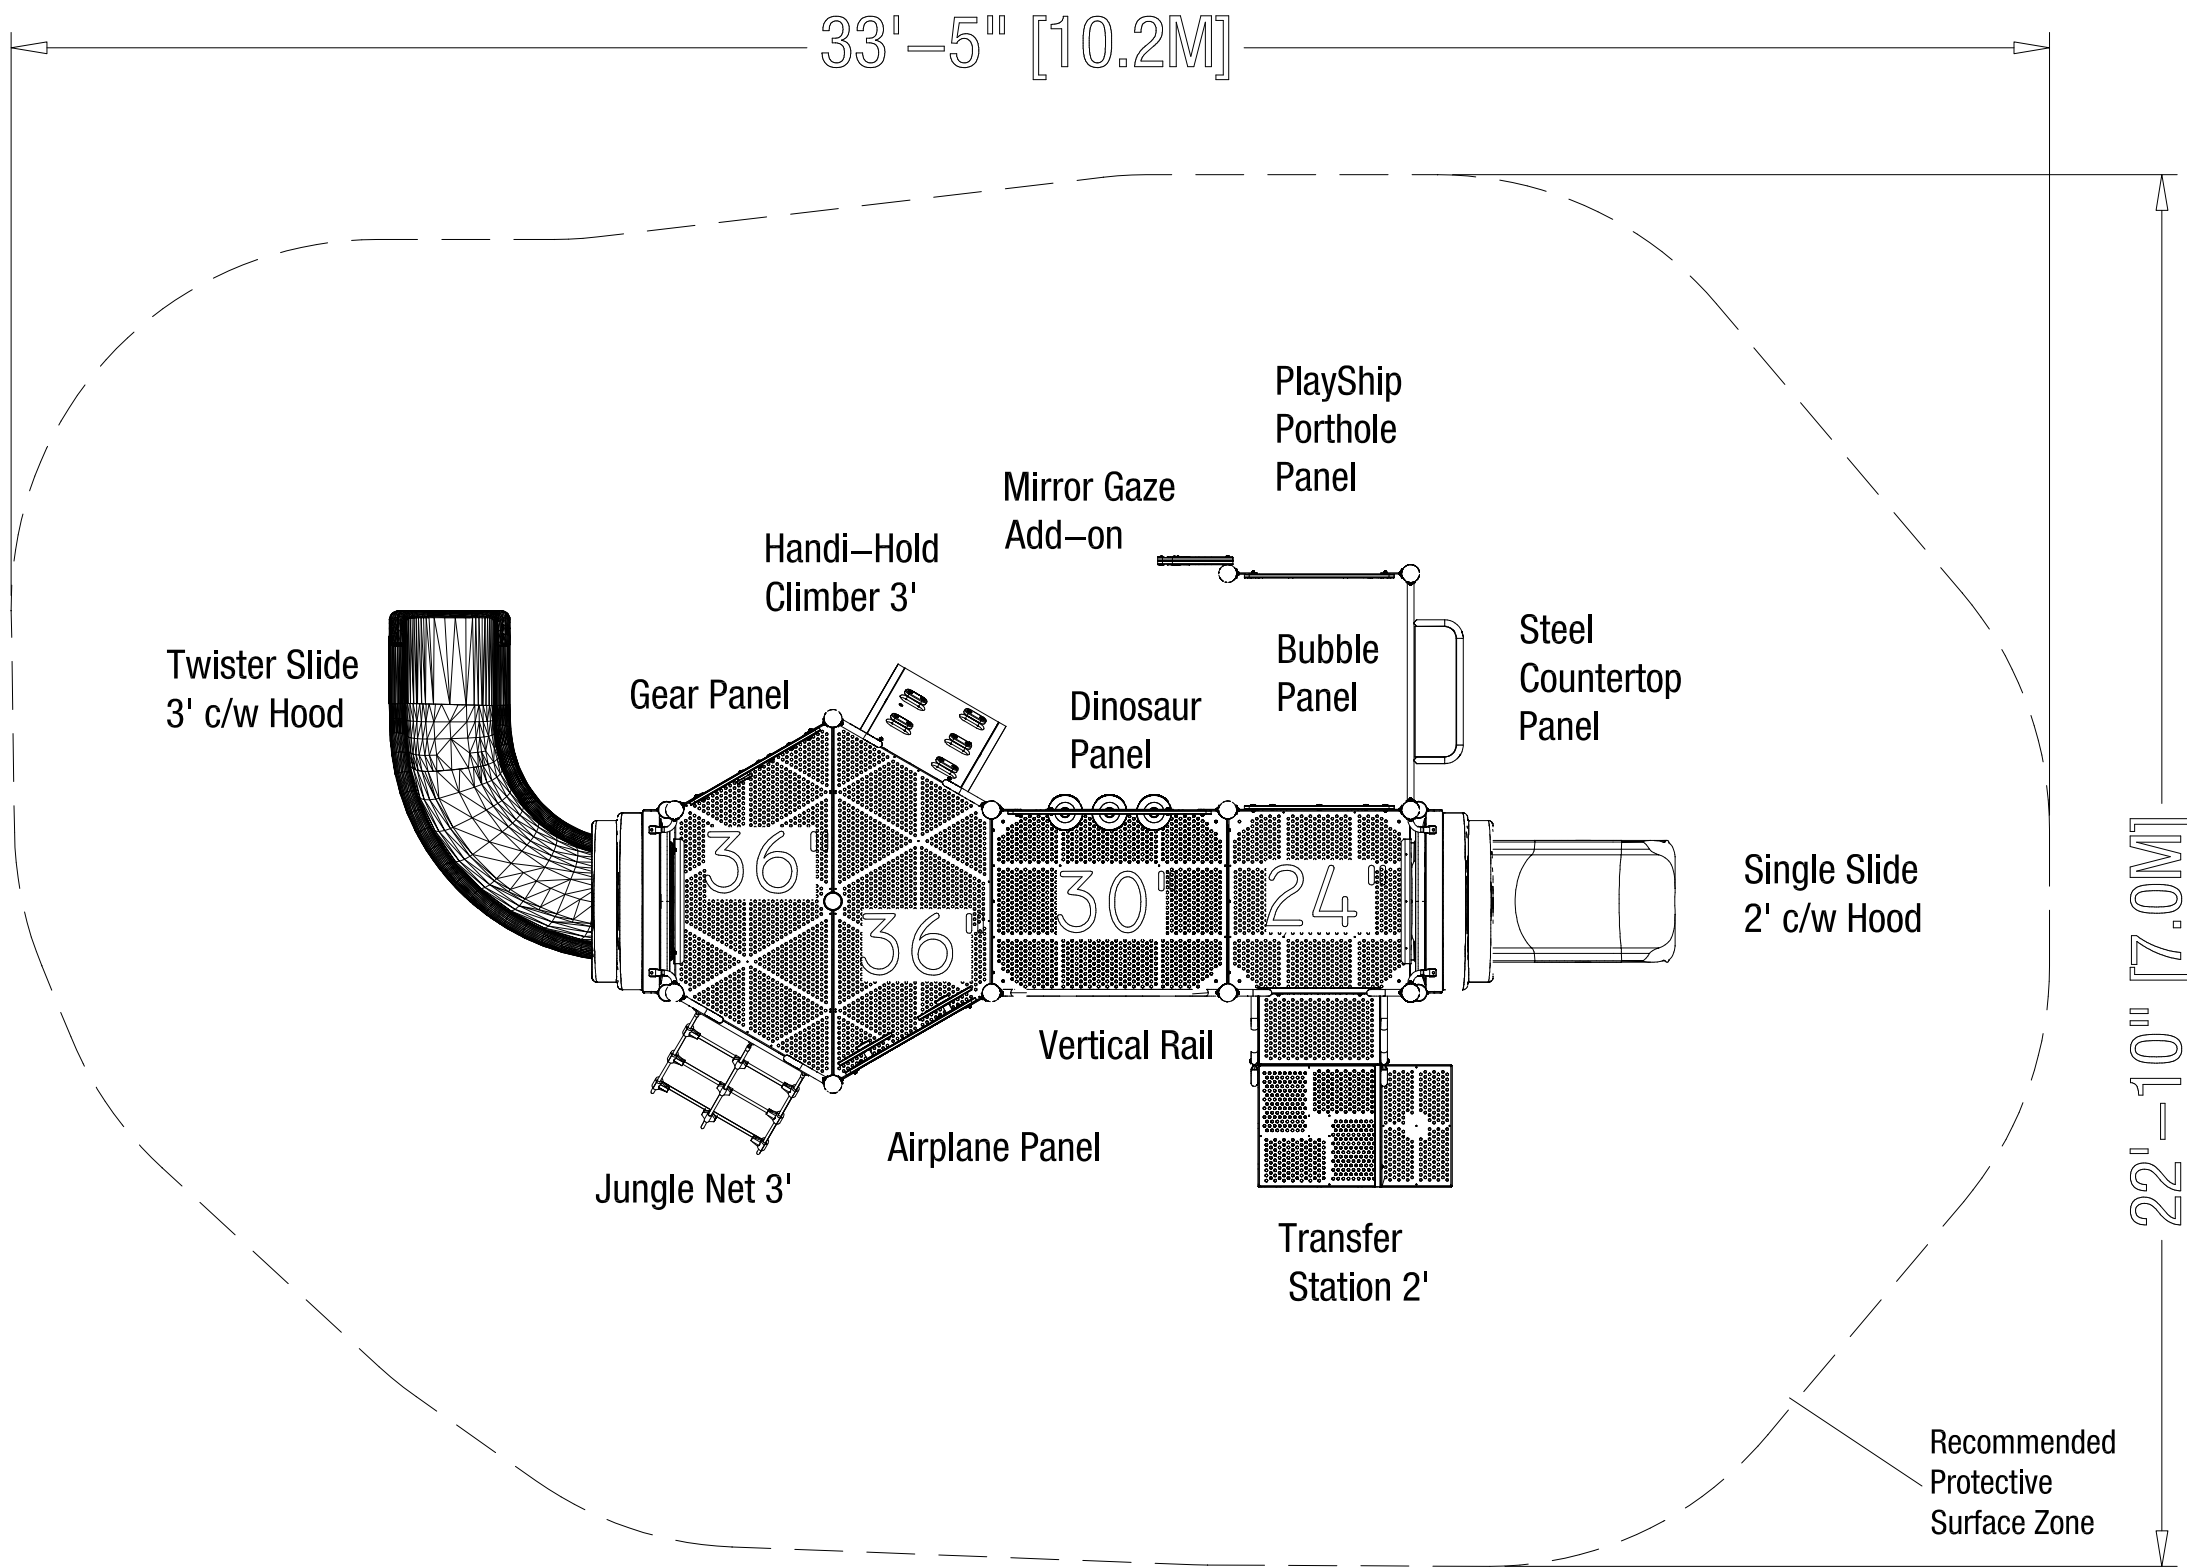 33'–5" [10.2M]
PlayShip
Porthole
Panel
Mirror Gaze
Add–on
Handi–Hold
Climber 3'
Twister Slide
3' c/w Hood
Gear Panel
Dinosaur
Panel
Bubble
Panel
Steel
Countertop
Panel
36"
36"
30"
24"
Single Slide
2' c/w Hood
Vertical Rail
Airplane Panel
Jungle Net 3'
Transfer
Station 2'
22'–10" [7.0M]
Recommended
Protective
Surface Zone